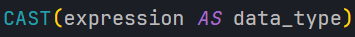 CAST(expression AS data_type)